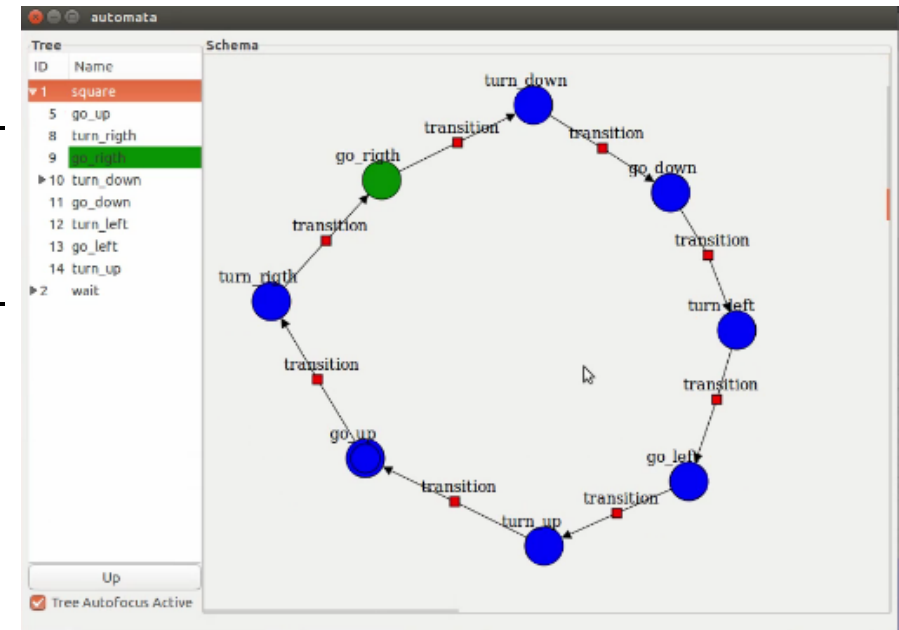 automata
Tree
Schema
ID Name
1 square
5 go_up
8 turn_rigth
9 go_rigth
10 turn_down
11 go_down
12 turn_left
13 go_left
14 turn_up
2 wait
Up
Tree Autofocus Active
turn_down
transition
transition
go_rigth
go_down
transition
transition
turn_rigth
turn_left
transition
transition
go_up
go_left
transition
transition
turn_up